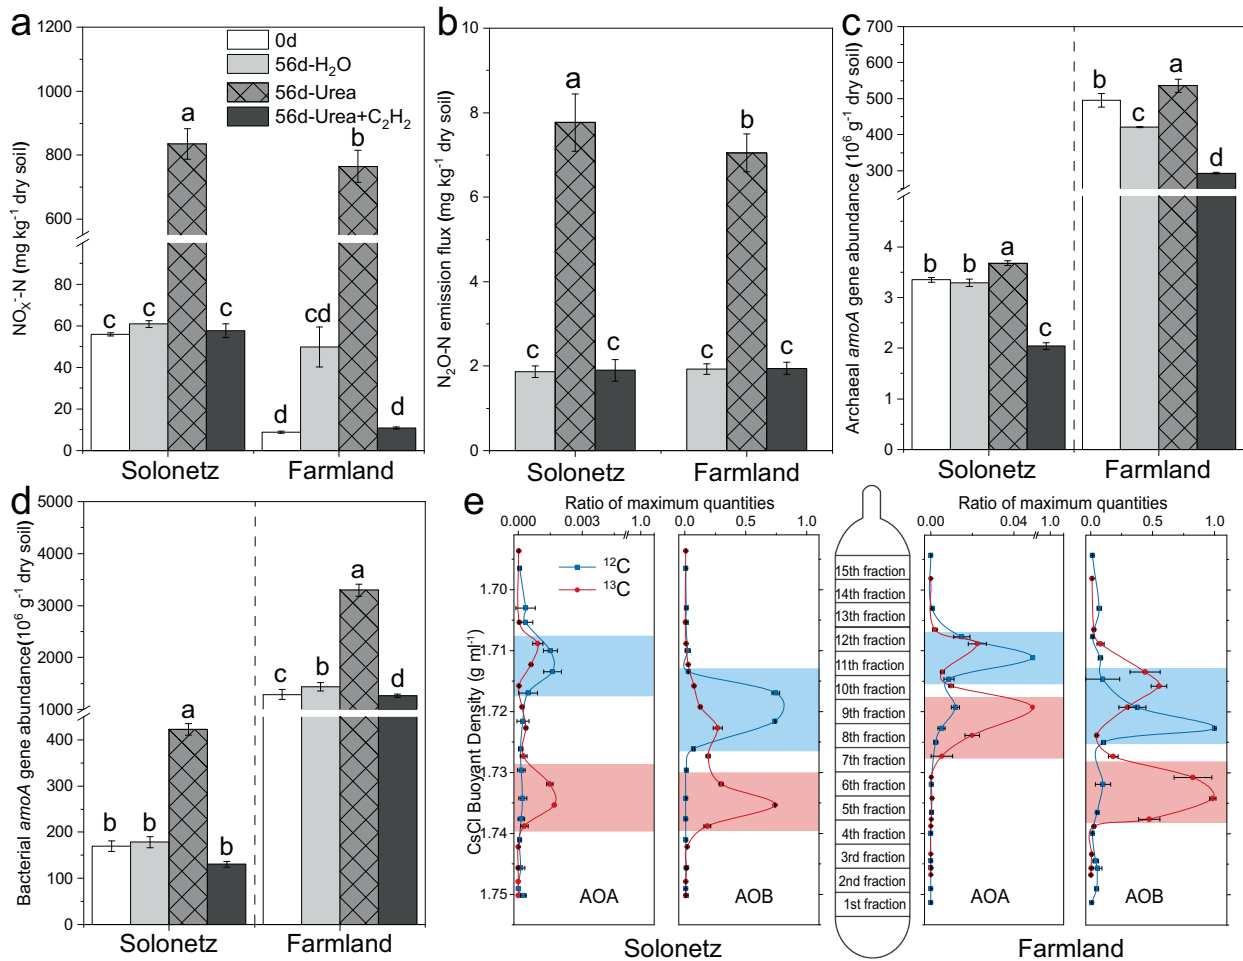 a
NOₓ⁻-N (mg kg⁻¹ dry soil)
1200
1000
800
600
80
60
40
20
0
0d
56d-H₂O
56d-Urea
56d-Urea+C₂H₂
c
c
a
c
d
cd
b
d
Solonetz
Farmland
b
N₂O-N emission flux (mg kg⁻¹ dry soil)
10
8
6
4
2
0
c
a
c
c
b
c
Solonetz
Farmland
c
Archaeal amoA gene abundance (10⁶ g⁻¹ dry soil)
700
600
500
400
300
4
3
2
1
0
b
b
a
c
b
c
a
d
Solonetz
Farmland
d
Bacterial amoA gene abundance(10⁶ g⁻¹ dry soil)
5000
4000
3000
2000
1000
400
300
200
100
0
b
b
a
b
c
b
a
d
Solonetz
Farmland
e
Ratio of maximum quantities
Ratio of maximum quantities
0.000
0.003
1.0
0.0
0.5
1.0
0.00
0.04
1.0
0.0
0.5
1.0
CsCl Buoyant Density (g ml⁻¹)
1.70
1.71
1.72
1.73
1.74
1.75
¹²C
¹³C
15th fraction
14th fraction
13th fraction
12th fraction
11th fraction
10th fraction
9th fraction
8th fraction
7th fraction
6th fraction
5th fraction
4th fraction
3rd fraction
2nd fraction
1st fraction
AOA
AOB
AOA
AOB
Solonetz
Farmland